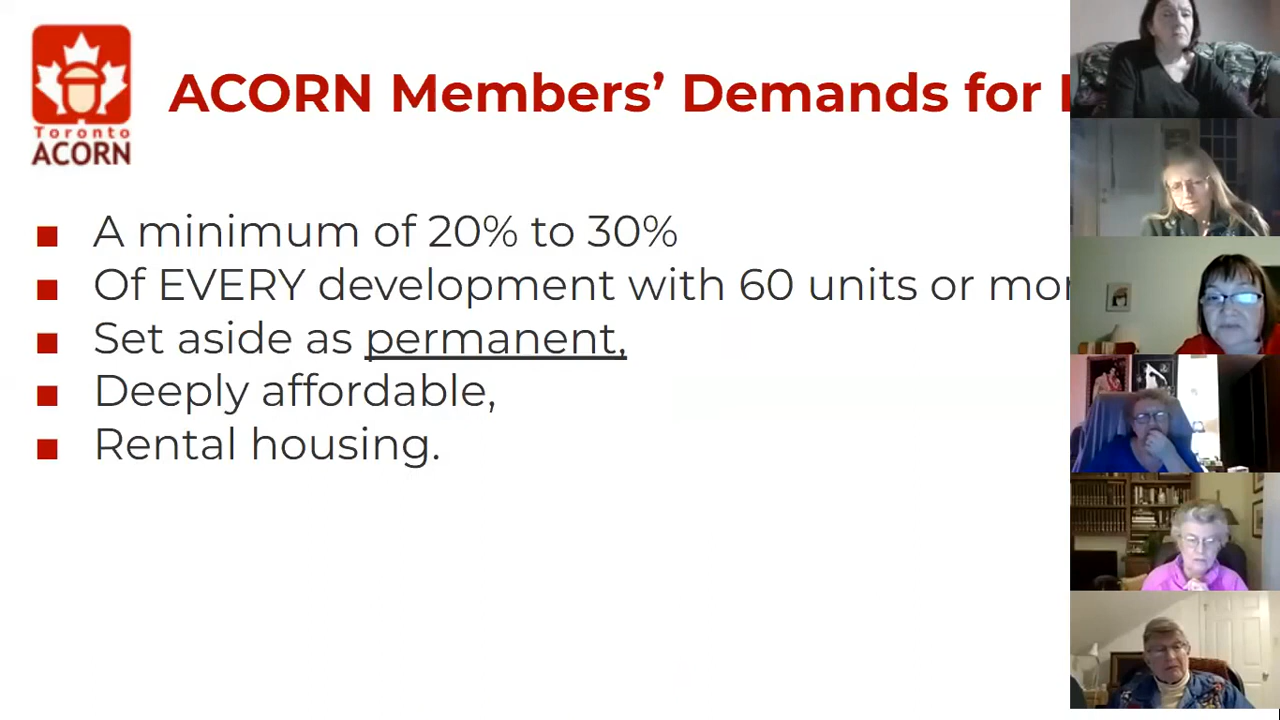 ACORN Members’ Demands for
Toronto
ACORN
■ A minimum of 20% to 30%
■ Of EVERY development with 60 units or
■ Set aside as permanent,
■ Deeply affordable,
■ Rental housing.